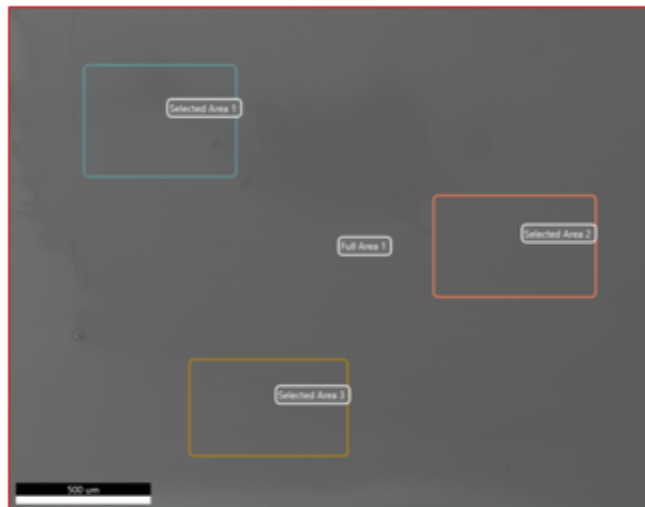 Selected Area 1
Selected Area 2
Full Area 1
Selected Area 3
500 µm